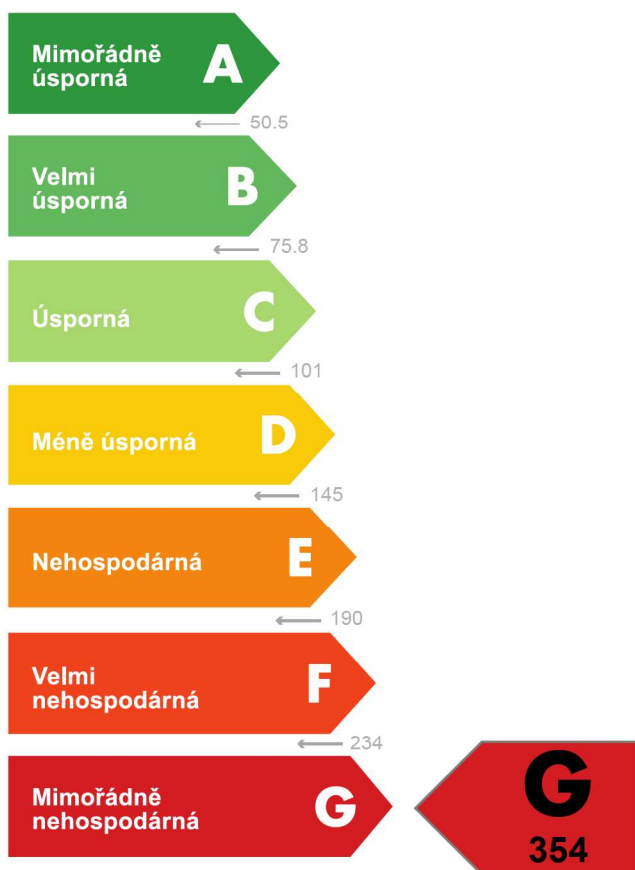 Mimořádně
úsporná
A
50.5
Velmi
úsporná
B
75.8
Úsporná
C
101
Méně úsporná
D
145
Nehospodárná
E
190
Velmi
nehospodárná
F
234
Mimořádně
nehospodárná
G
G
354